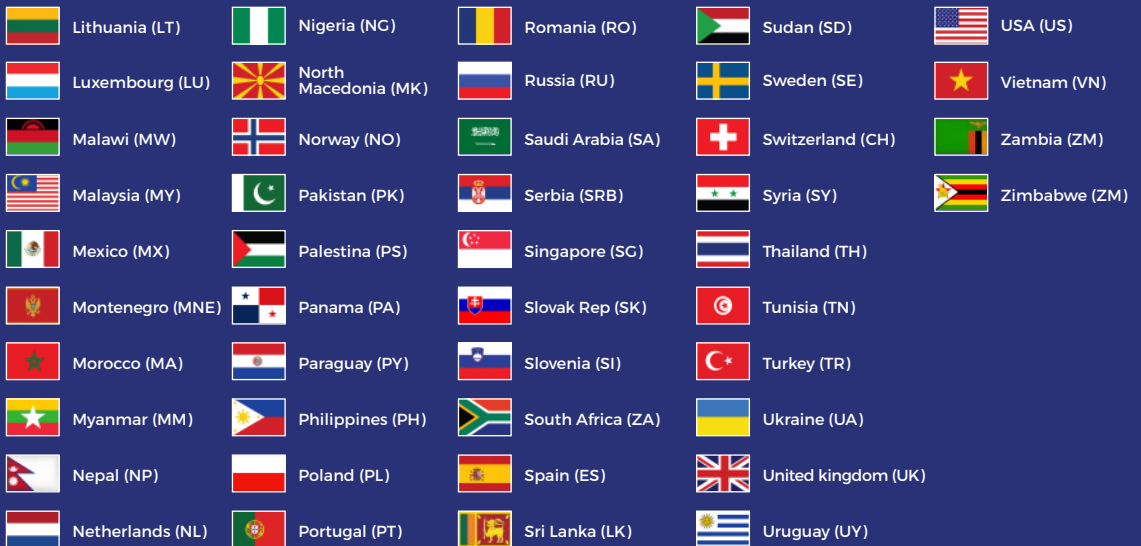 Lithuania (LT)
Luxembourg (LU)
Malawi (MW)
Malaysia (MY)
Mexico (MX)
Montenegro (MNE)
Morocco (MA)
Myanmar (MM)
Nepal (NP)
Netherlands (NL)
Nigeria (NG)
North
Macedonia (MK)
Norway (NO)
Pakistan (PK)
Palestina (PS)
Panama (PA)
Paraguay (PY)
Philippines (PH)
Poland (PL)
Portugal (PT)
Romania (RO)
Russia (RU)
Saudi Arabia (SA)
Serbia (SRB)
Singapore (SG)
Slovak Rep (SK)
Slovenia (SI)
South Africa (ZA)
Spain (ES)
Sri Lanka (LK)
Sudan (SD)
Sweden (SE)
Switzerland (CH)
Syria (SY)
Thailand (TH)
Tunisia (TN)
Turkey (TR)
Ukraine (UA)
United kingdom (UK)
Uruguay (UY)
USA (US)
Vietnam (VN)
Zambia (ZM)
Zimbabwe (ZM)